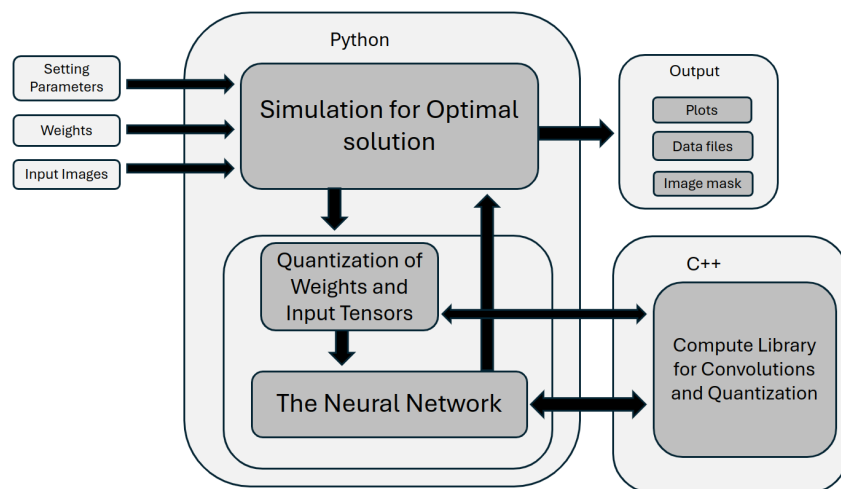 Python
Setting
Parameters
Weights
Input Images
Simulation for Optimal
solution
Output
Plots
Data files
Image mask
Quantization of
Weights and
Input Tensors
The Neural Network
C++
Compute Library
for Convolutions
and Quantization